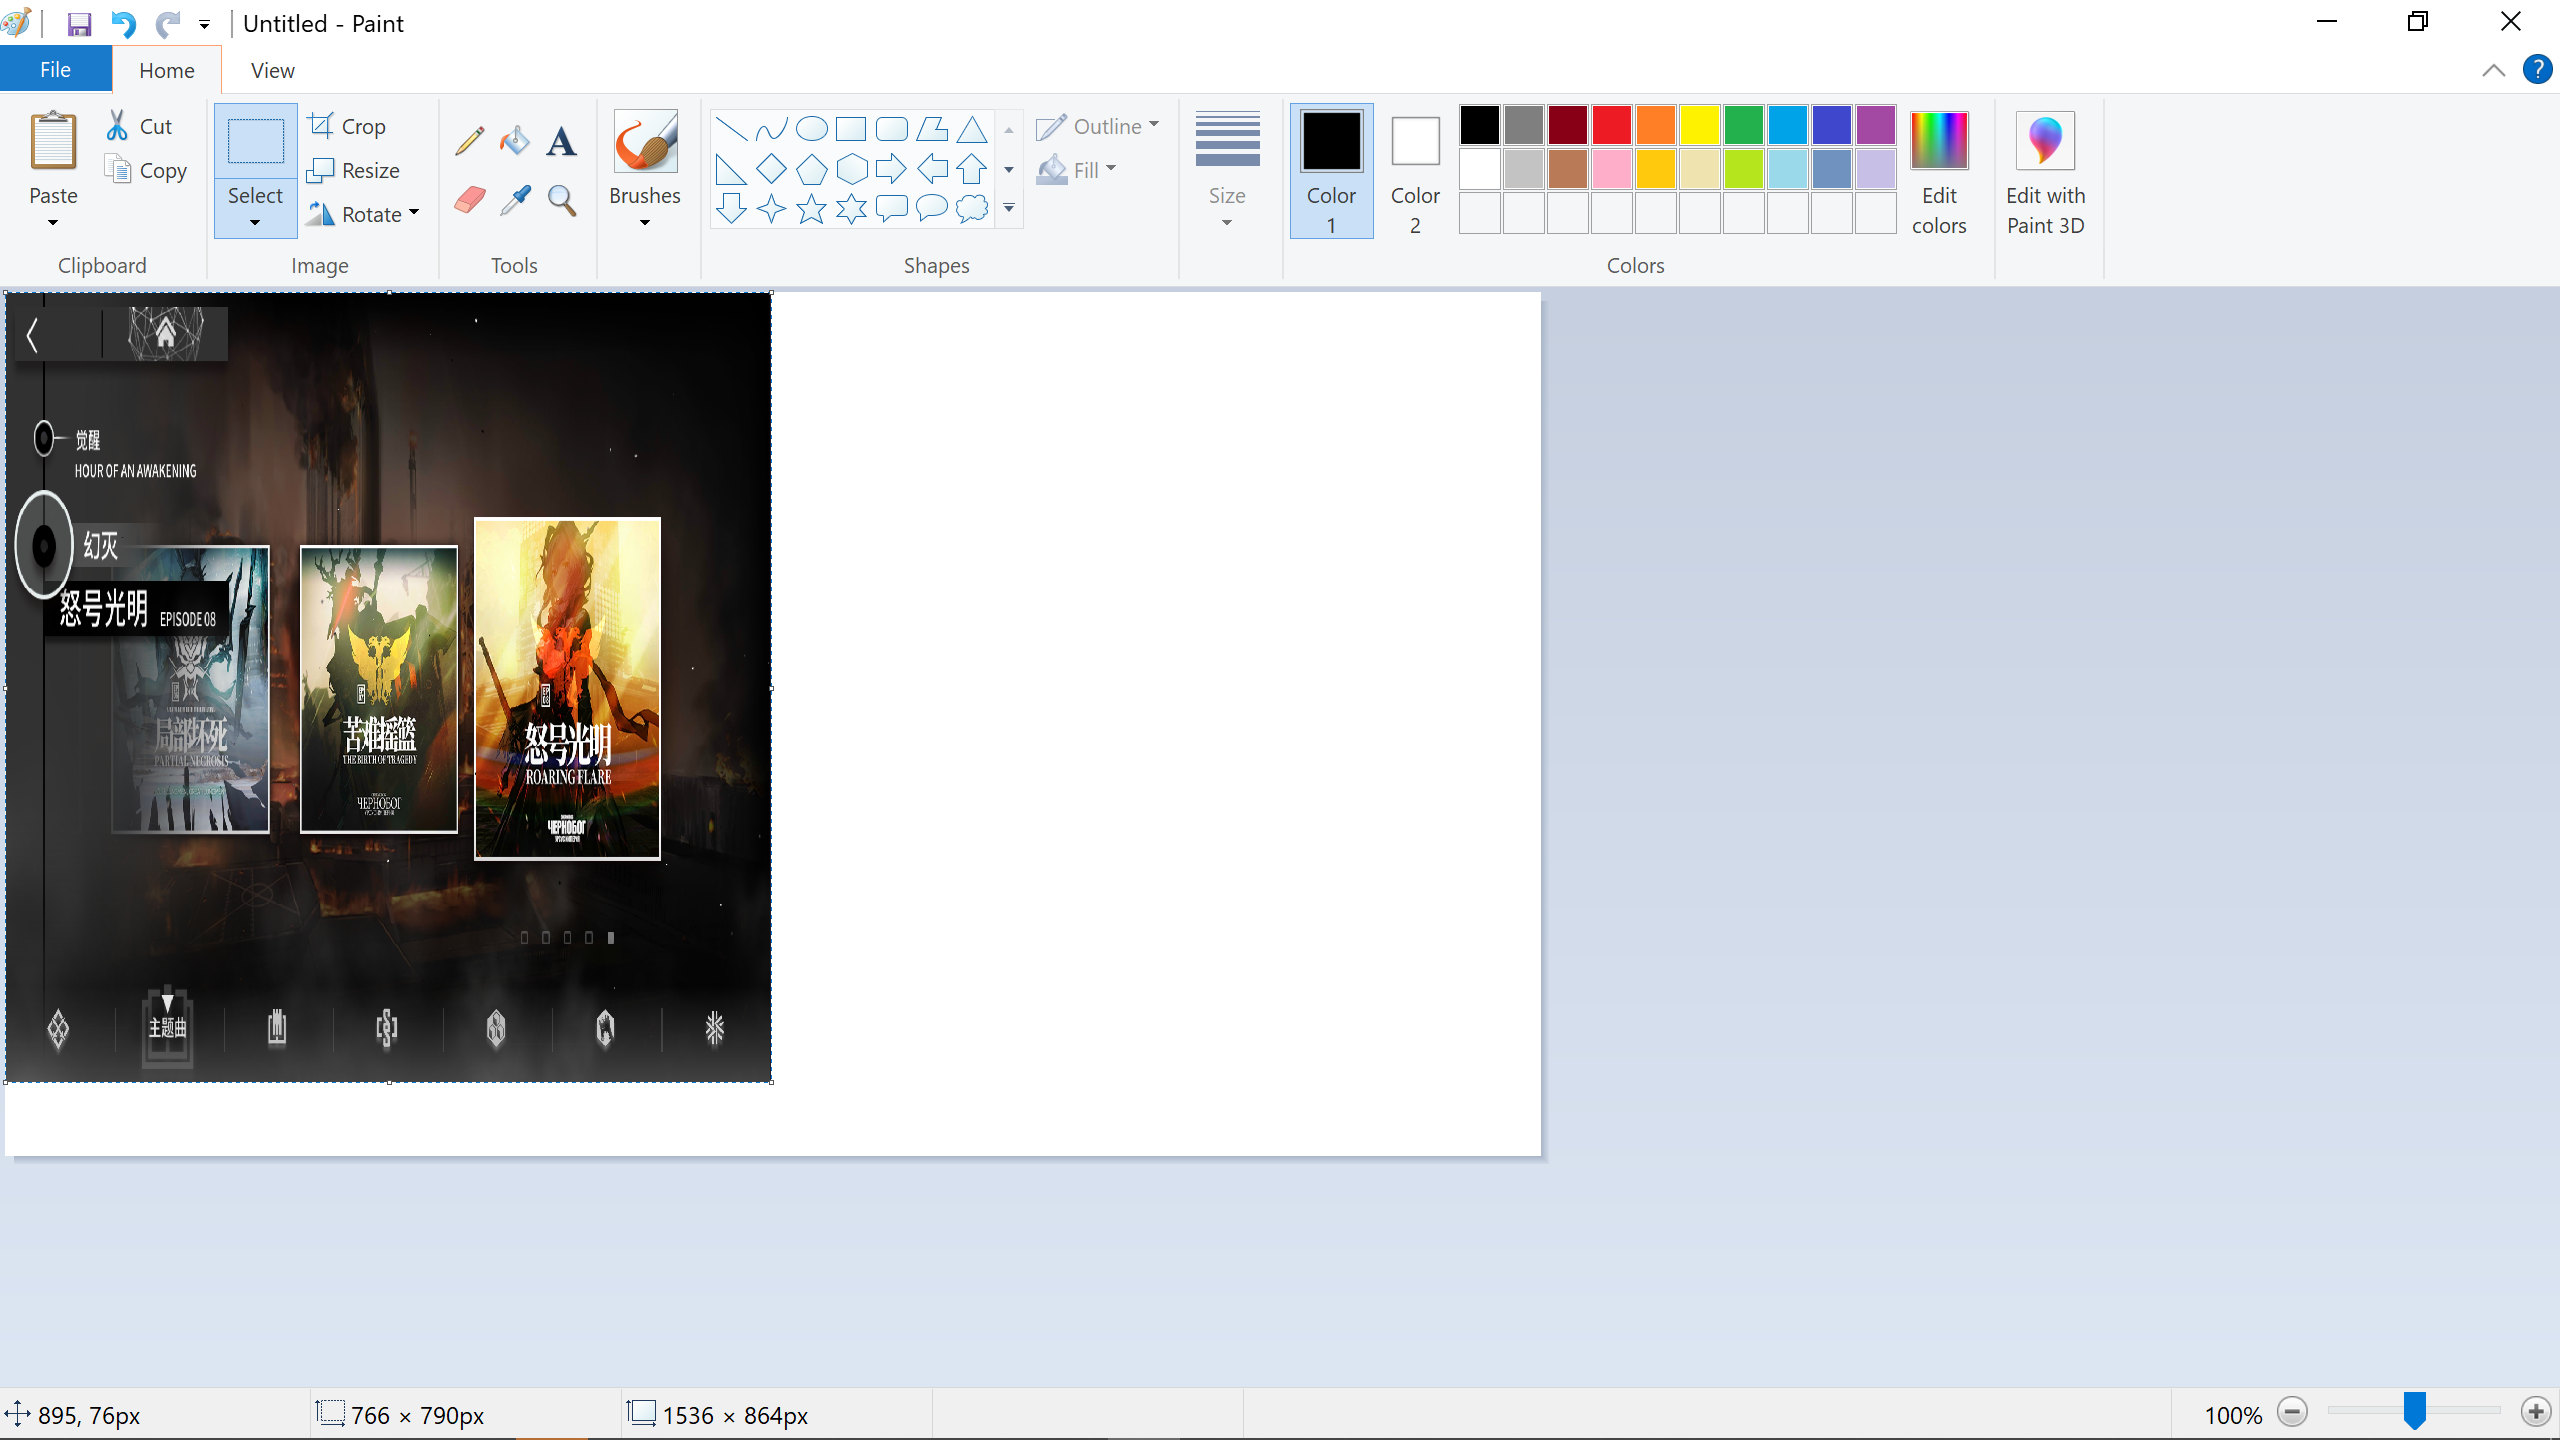 Untitled - Paint
File
Home
View
Paste
Cut
Copy
Clipboard
Select
Crop
Resize
Rotate
Image
A
Tools
Brushes
Shapes
Outline
Fill
Size
Color
1
Color
2
Edit
colors
Colors
Edit with
Paint 3D
觉醒
HOUR OF AN AWAKENING
幻灭
怒号光明 EPISODE 08
局部坏死
PARTIAL NECROSIS
苦难摇篮
THE BIRTH OF TRAGEDY
ЧЕРНОБОГ
EP
08
怒号光明
ROARING FLARE
ЧЕРНОБОГ
主题曲
895, 76px
766 × 790px
1536 × 864px
100%